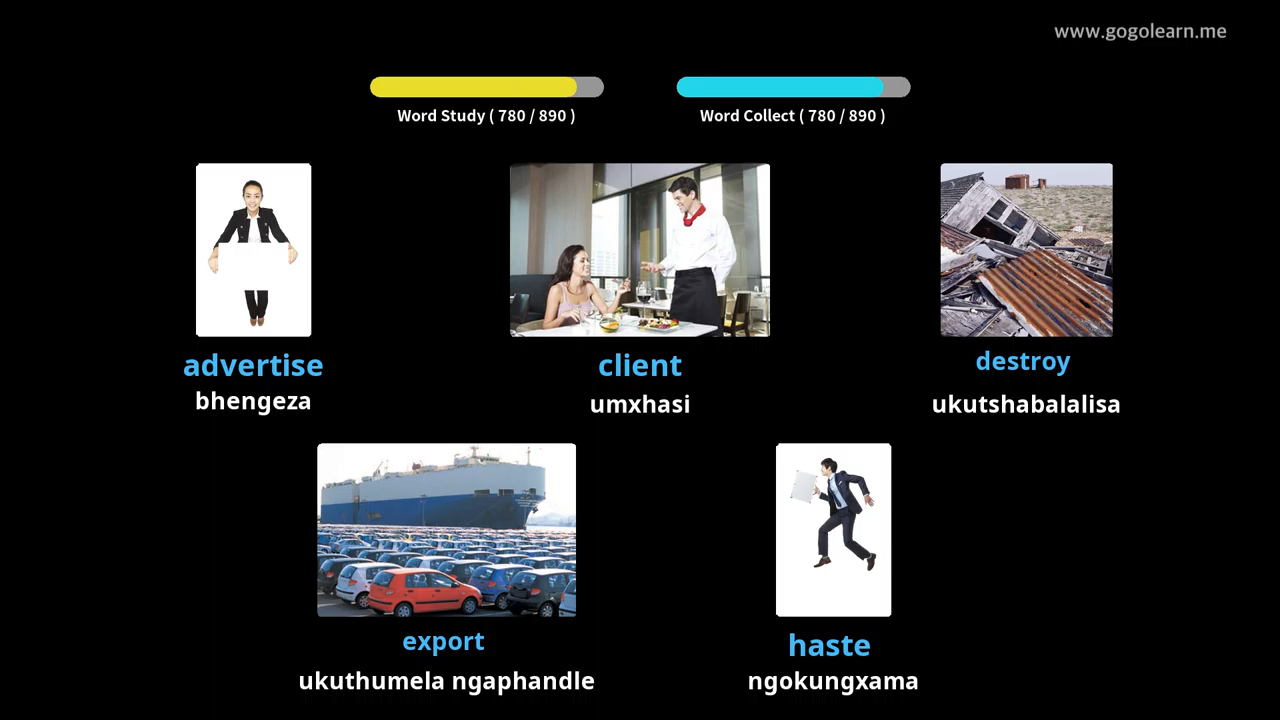 www.gogolearn.me
Word Study ( 780 / 890 )
Word Collect ( 780 / 890 )
advertise
bhengeza
client
umxhasi
destroy
ukutshabalalisa
export
ukuthumela ngaphandle
haste
ngokungxama